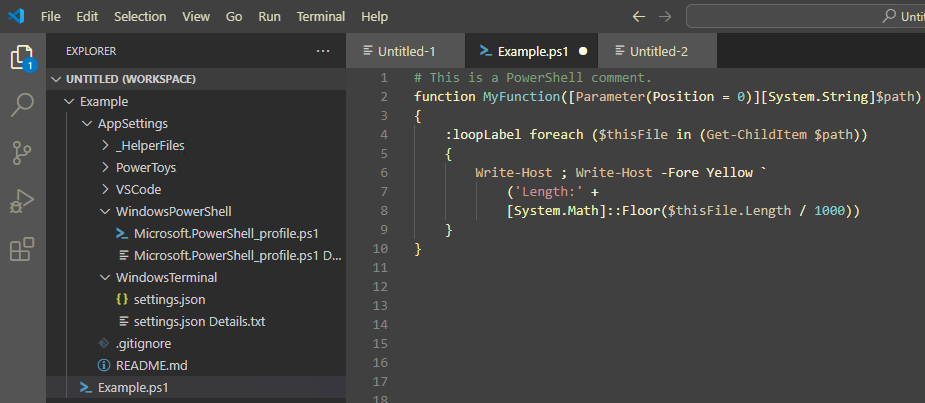 File Edit Selection View Go Run Terminal Help
EXPLORER
1
UNTITLED (WORKSPACE)
Example
AppSettings
_HelperFiles
PowerToys
VSCode
WindowsPowerShell
Microsoft.PowerShell_profile.ps1
Microsoft.PowerShell_profile.ps1 D...
WindowsTerminal
{} settings.json
settings.json Details.txt
.gitignore
README.md
Example.ps1
Untitled-1 Example.ps1 Untitled-2
1 # This is a PowerShell comment.
2 function MyFunction([Parameter(Position = 0)][System.String]$path)
3 {
4 :loopLabel foreach ($thisFile in (Get-ChildItem $path))
5 {
6 Write-Host ; Write-Host -Fore Yellow `
7 ('Length:' +
8 [System.Math]::Floor($thisFile.Length / 1000))
9 }
10 }
11
12
13
14
15
16
17
18